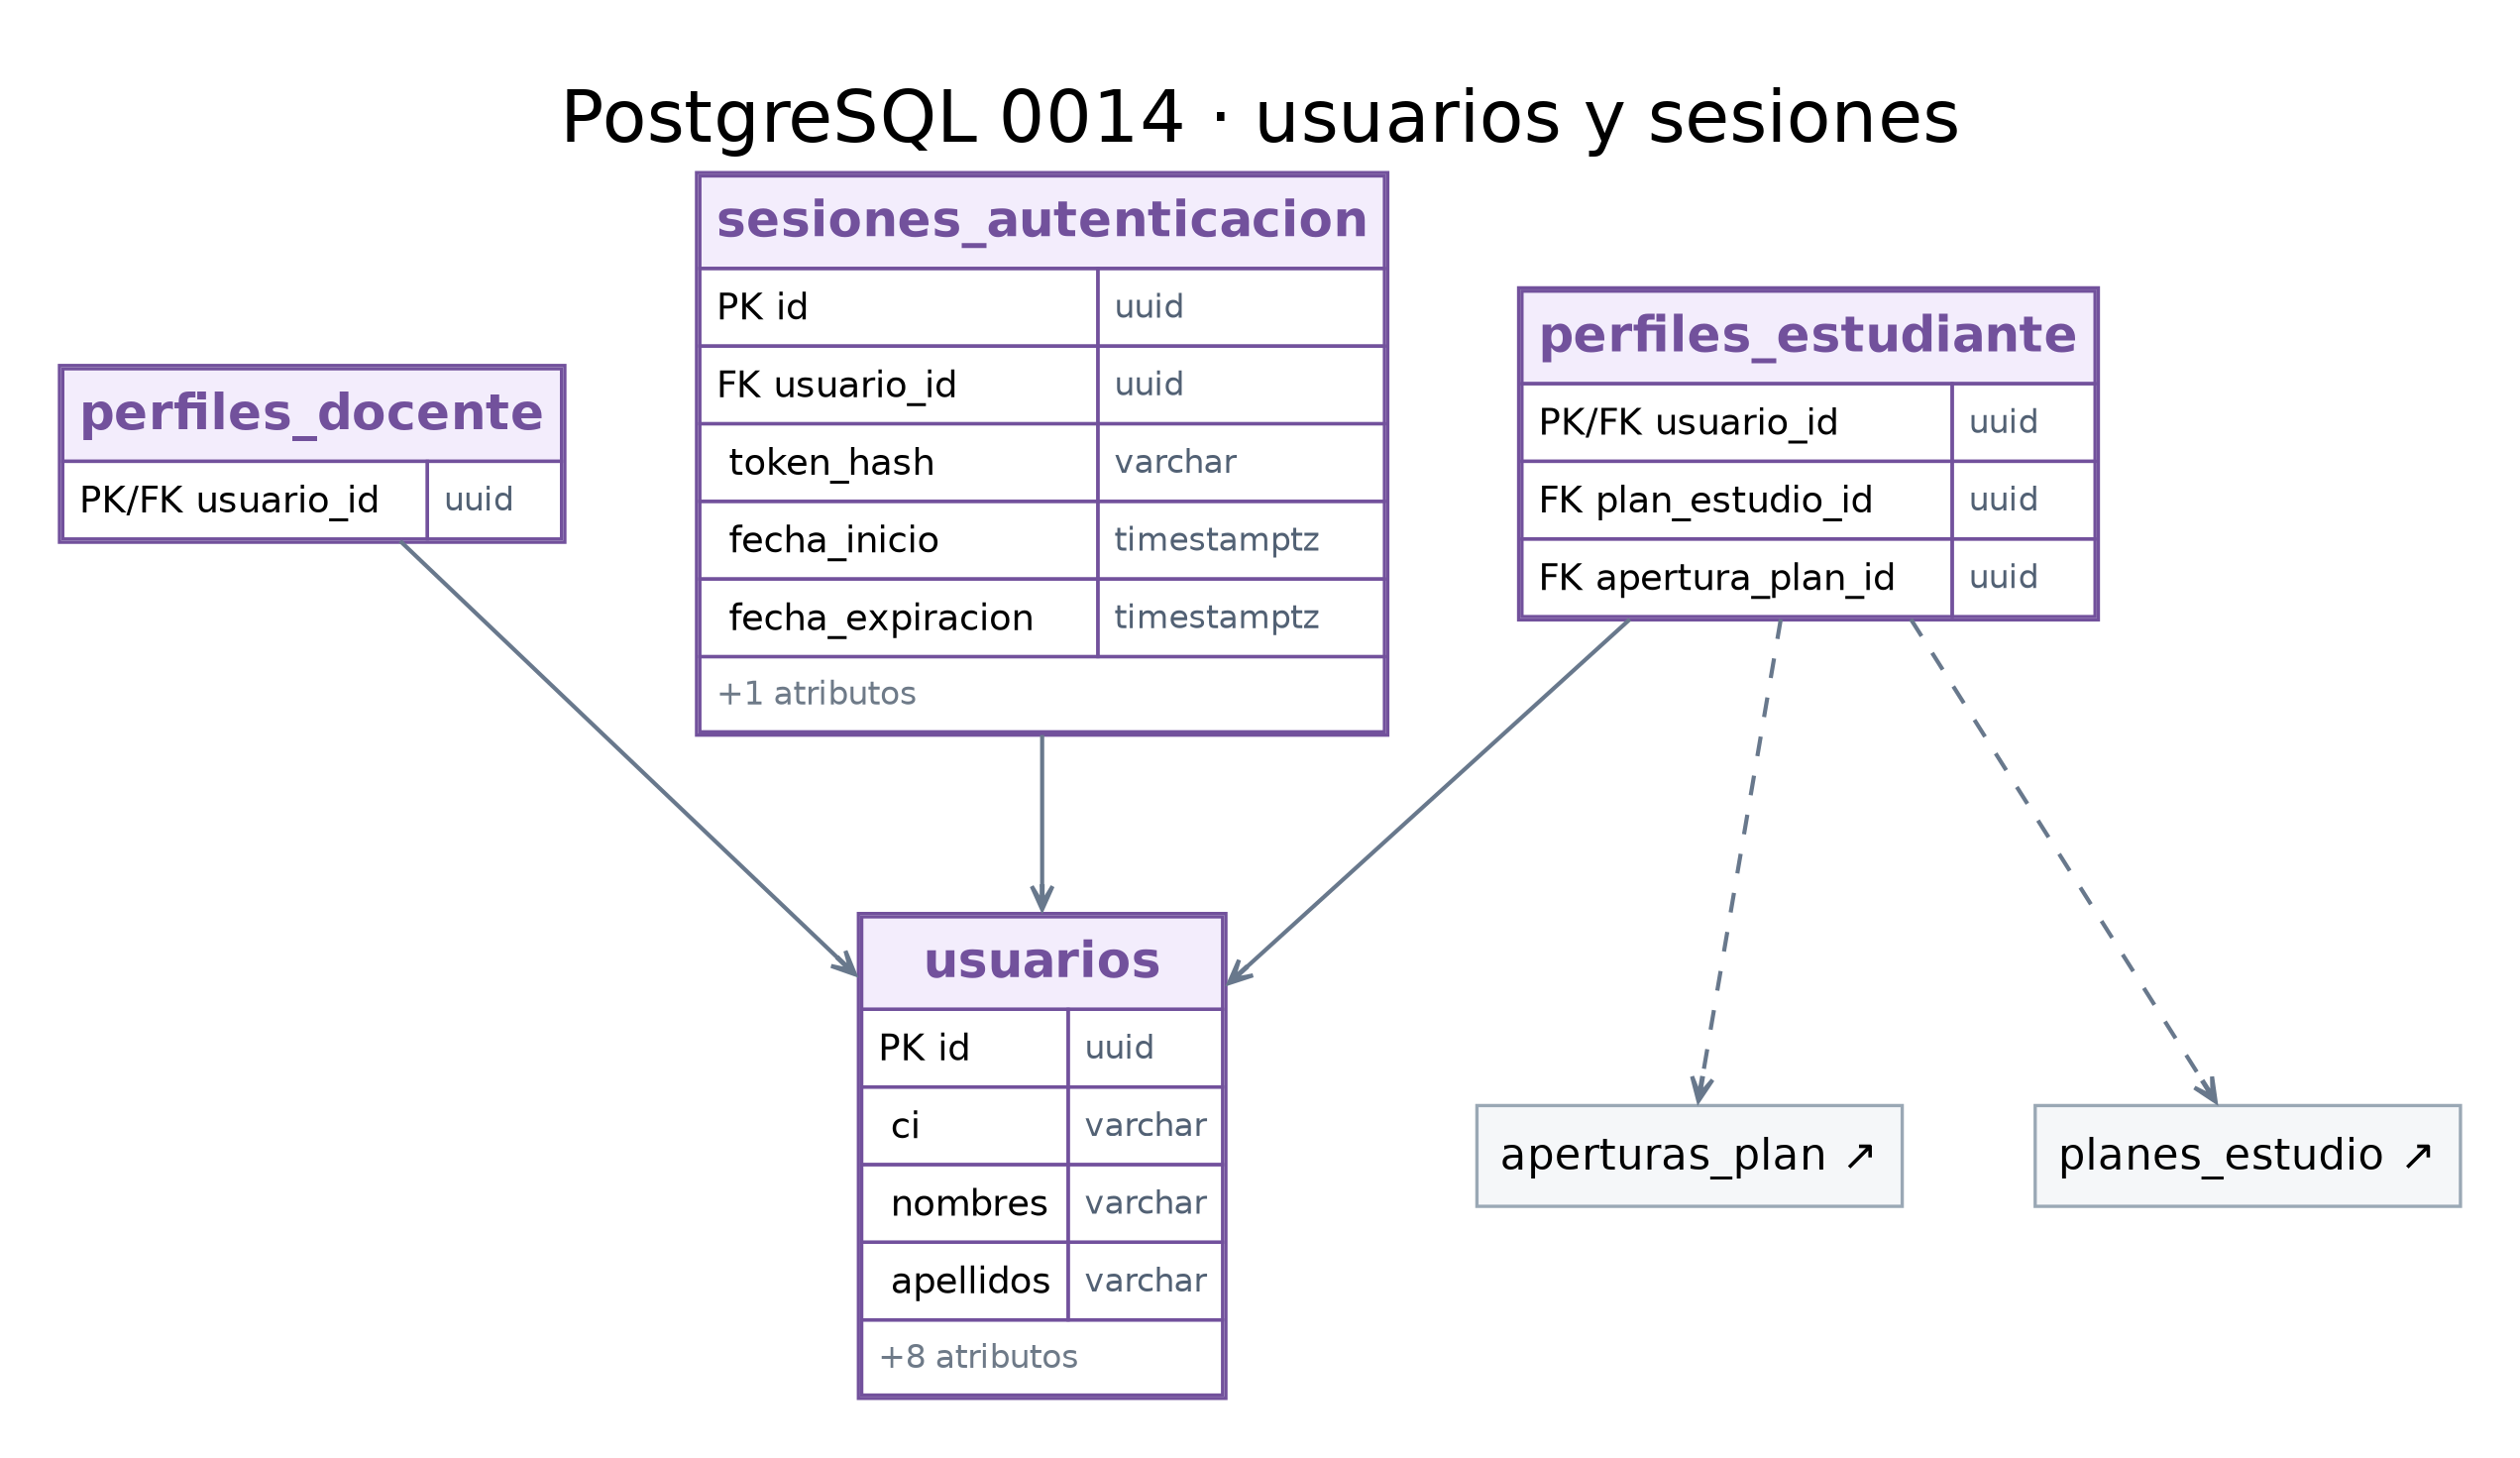 PostgreSQL 0014 · usuarios y sesiones
sesiones_autenticacion
PK id uuid
FK usuario_id uuid
token_hash varchar
fecha_inicio timestamptz
fecha_expiracion timestamptz
+1 atributos
perfiles_estudiante
PK/FK usuario_id uuid
FK plan_estudio_id uuid
FK apertura_plan_id uuid
perfiles_docente
PK/FK usuario_id uuid
usuarios
PK id uuid
ci varchar
nombres varchar
apellidos varchar
+8 atributos
aperturas_plan ↗
planes_estudio ↗